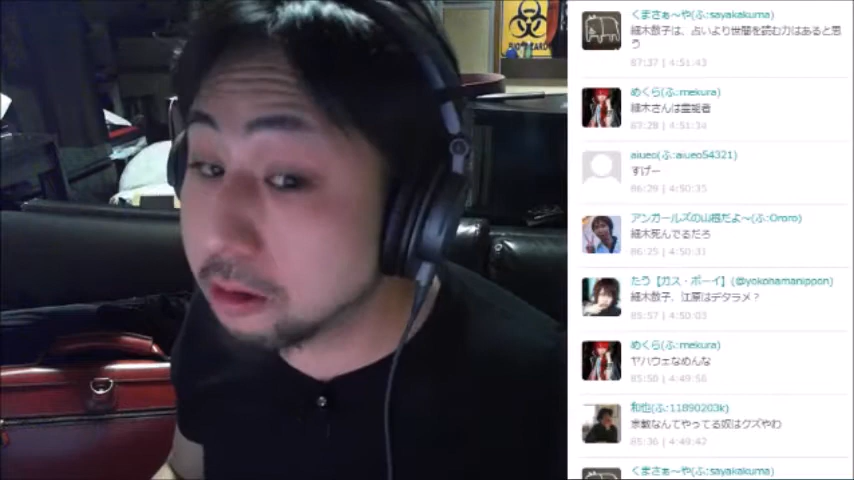 BIOHAZARD
くまさぁ～や(ふ:sayakakuma)
細木数子は、占いより世間を読む力はあると思
う
87:37 | 4:51:43
めくら(ふ:mekura)
細木さんは霊能者
87:28 | 4:51:34
aiueo(ふ:aiueo54321)
すげー
86:29 | 4:50:35
アンガールズの山根だよ～(ふ:Ororo)
細木死んでるだろ
86:25 | 4:50:31
たう【ガス・ボーイ】(@yokohamanippon)
細木数子、江原はデタラメ？
85:57 | 4:50:03
めくら(ふ:mekura)
ヤハウェなめんな
85:50 | 4:49:56
和也(ふ:11890203k)
宗教なんてやってる奴はクズやわ
85:36 | 4:49:42
くまさぁ～や(ふ:sayakakuma)